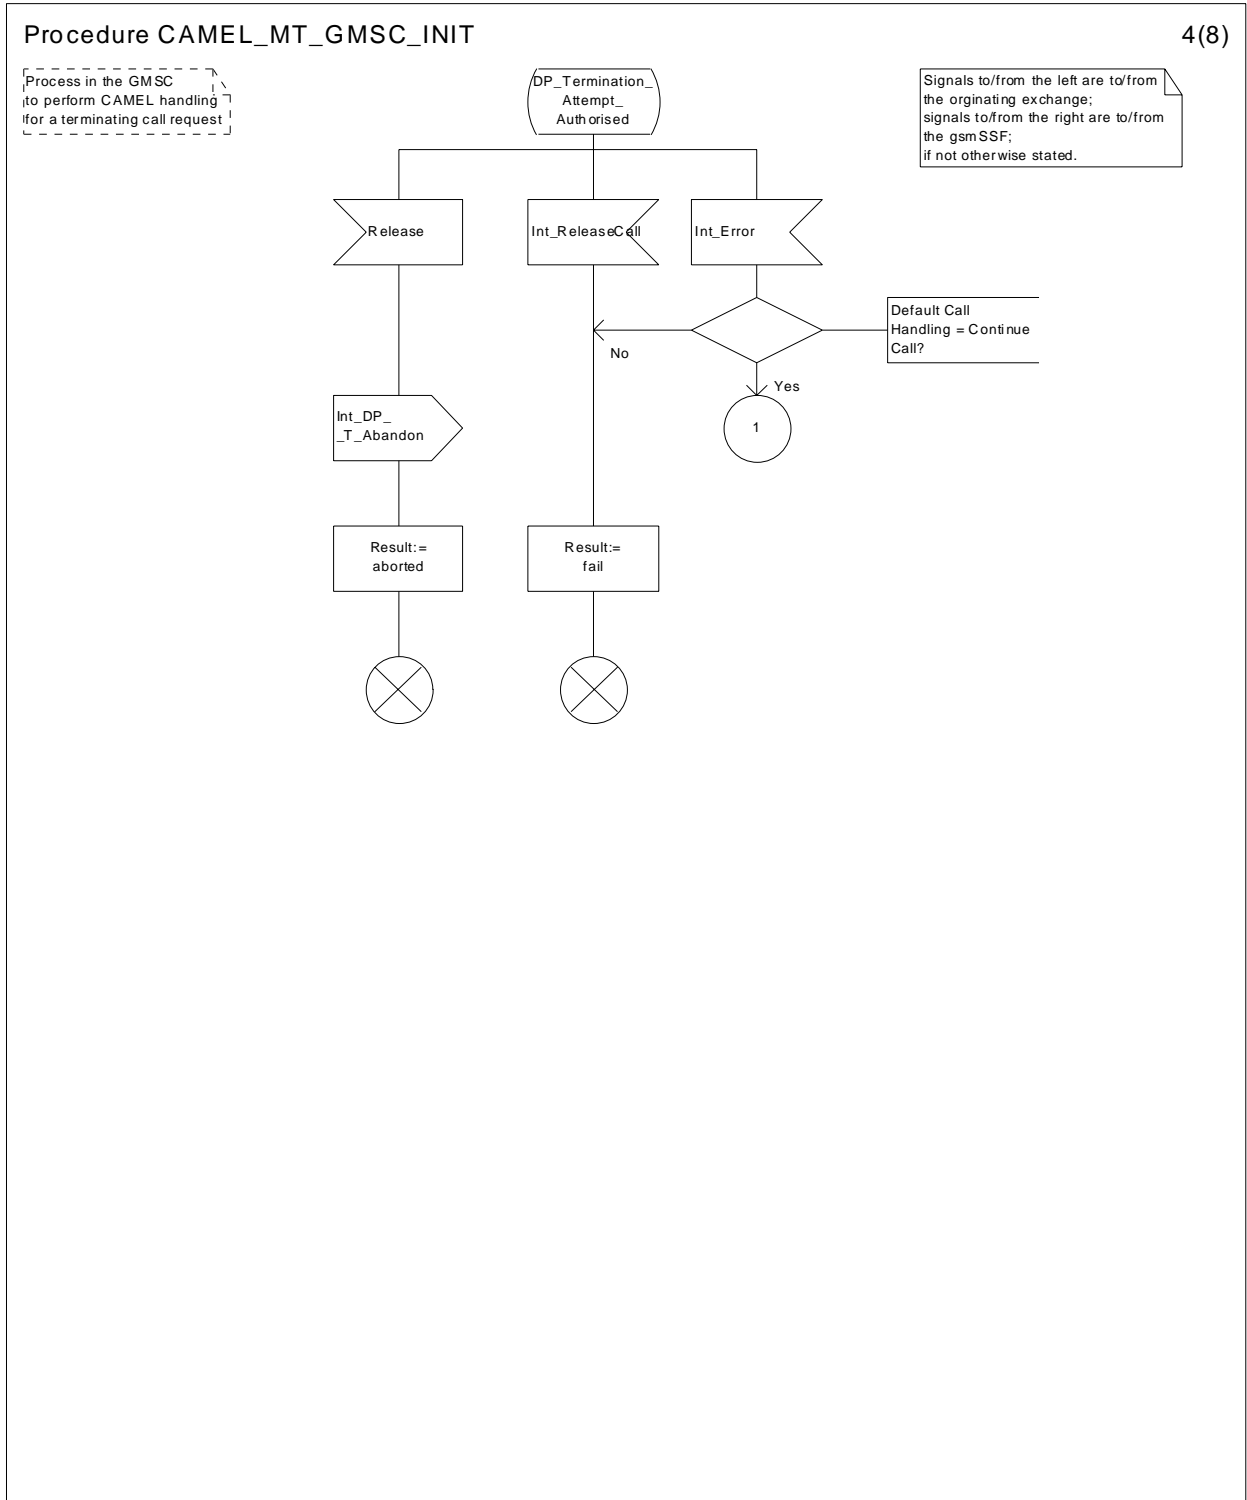 Procedure CAMEL_MT_GMSC_INIT
4(8)
Process in the GMSC
to perform CAMEL handling
for a terminating call request
DP_Termination_
Attempt_
Authorised
Signals to/from the left are to/from
the orginating exchange;
signals to/from the right are to/from
the gsmSSF;
if not otherwise stated.
Release
Int_ReleaseCall
Int_Error
Default Call
Handling = Continue
Call?
No
Yes
1
Int_DP_
_T_Abandon
Result:=
aborted
Result:=
fail